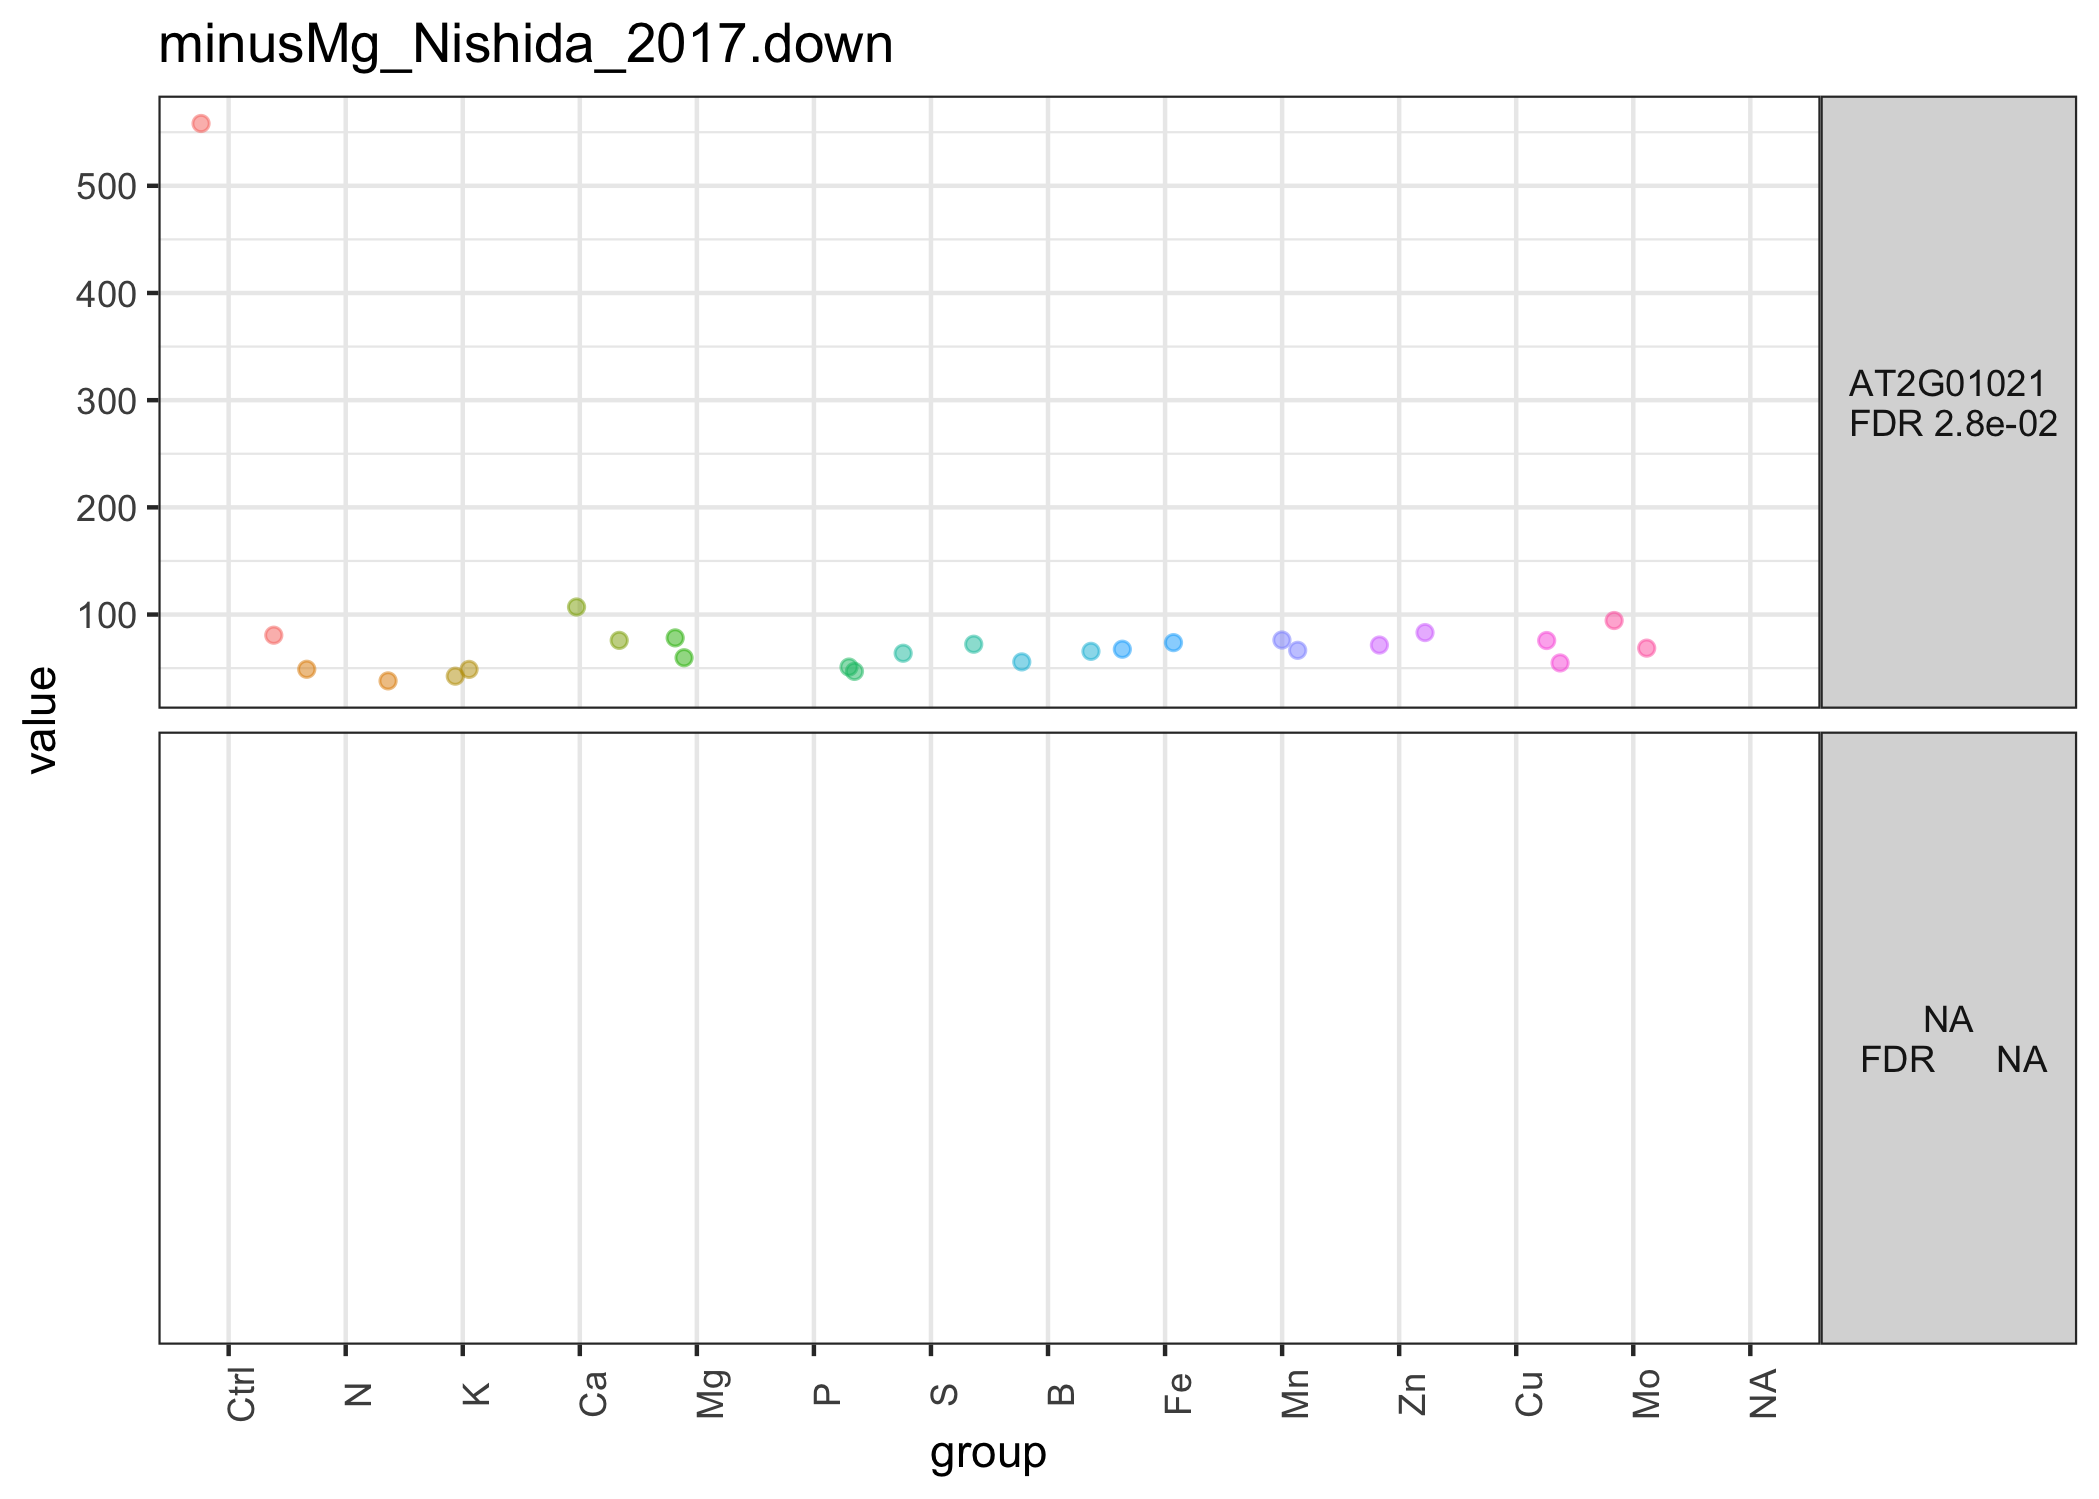 minusMg_Nishida_2017.down
value
500
400
300
200
100
AT2G01021
FDR 2.8e-02
NA
FDR NA
Ctrl
N
K
Ca
Mg
P
S
B
Fe
Mn
Zn
Cu
Mo
NA
group